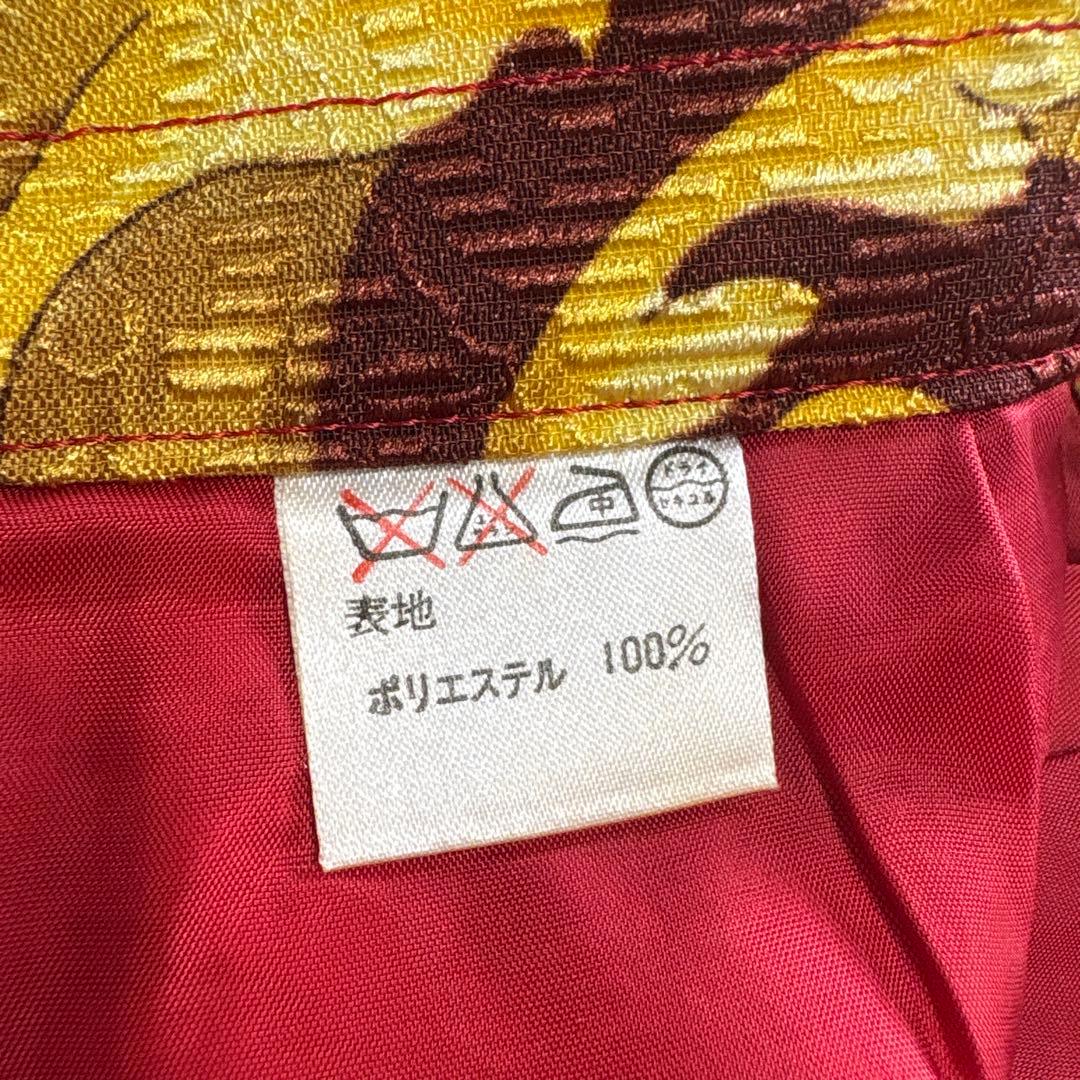 中
ドライ
セキユ系
表地
ポリエステル 100%